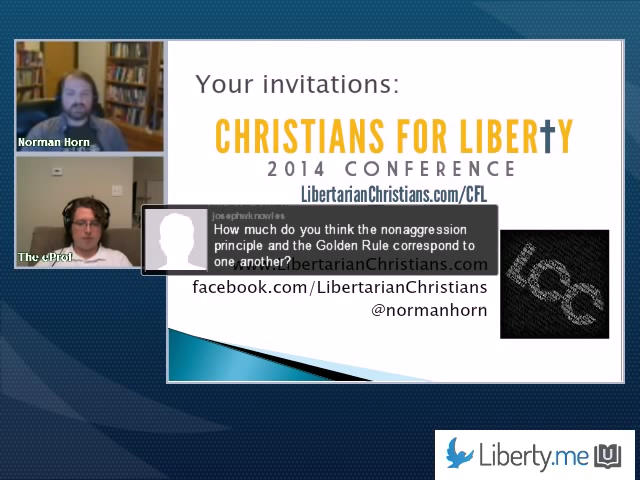 Your invitations:
CHRISTIANS FOR LIBER✝Y
2014 CONFERENCE
LibertarianChristians.com/CFL
Norman Horn
josephwknowles
How much do you think the nonaggression
principle and the Golden Rule correspond to
one another?
The eProf
www.LibertarianChristians.com
facebook.com/LibertarianChristians
@normanhorn
LCC
Liberty.me